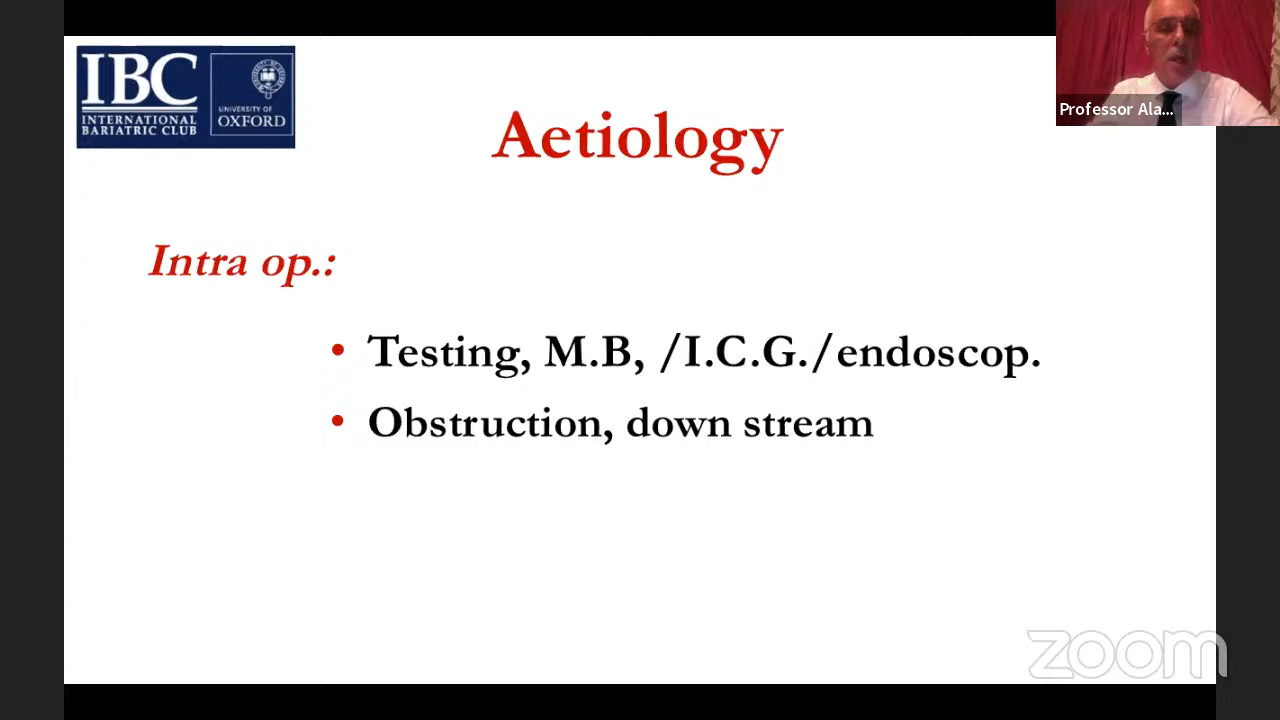 IBC
INTERNATIONAL
BARIATRIC CLUB
UNIVERSITY OF
OXFORD
Professor Ala...
Aetiology
Intra op.:
• Testing, M.B, /I.C.G./endoscop.
• Obstruction, down stream
zoom